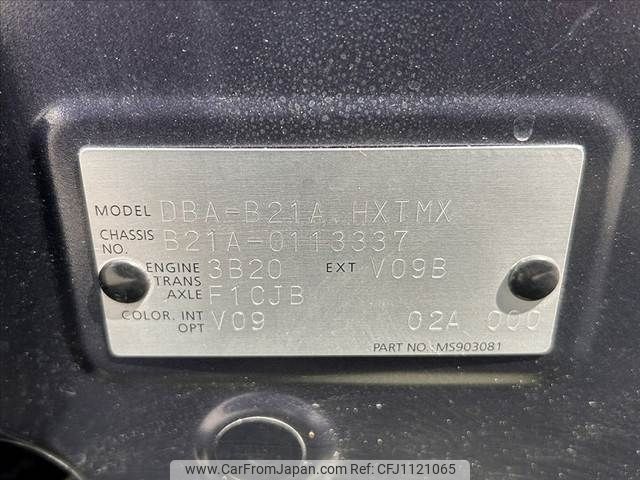 MODEL DBA-B21A HXTMX
CHASSIS NO. B21A-0113337
ENGINE 3B20 EXT V09B
TRANS AXLE F1CJB
COLOR. INT OPT V09 02A 000
PART NO.: MS903081
www.CarFromJapan.com | Ref No. CFJ1121065